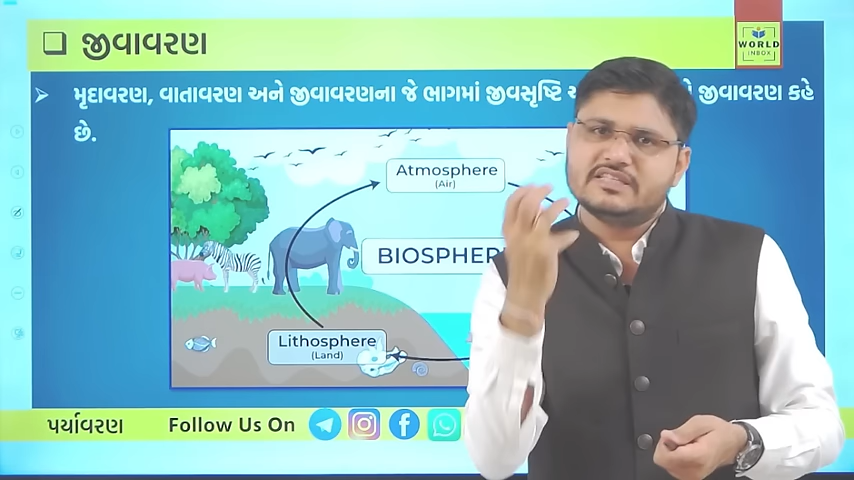 જીવાવરણ
WORLD
INBOX
મૃદાવરણ, વાતાવરણ અને જીવાવરણના જે ભાગમાં જીવસૃષ્ટિ જીવાવરણ કહે
છે.
Atmosphere
(Air)
BIOSPHER
Lithosphere
(Land)
પર્યાવરણ
Follow Us On